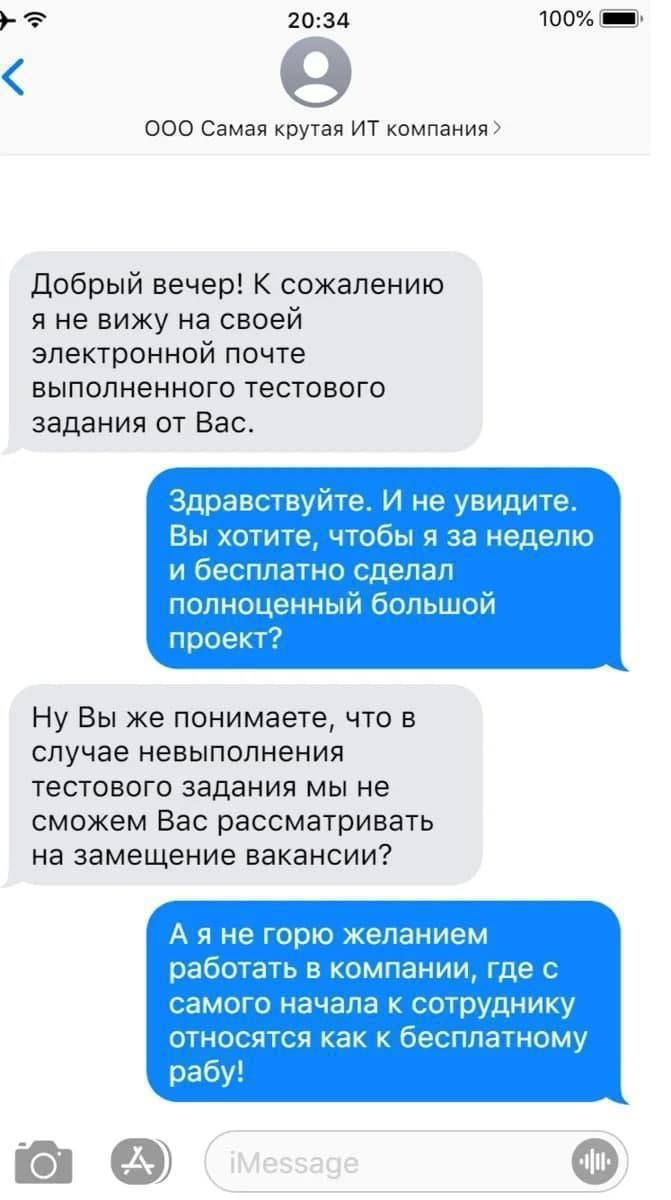 20:34
100%
ООО Самая крутая ИТ компания
Добрый вечер! К сожалению
я не вижу на своей
электронной почте
выполненного тестового
задания от Вас.
Здравствуйте. И не увидите.
Вы хотите, чтобы я за неделю
и бесплатно сделал
полноценный большой
проект?
Ну Вы же понимаете, что в
случае невыполнения
тестового задания мы не
сможем Вас рассматривать
на замещение вакансии?
А я не горю желанием
работать в компании, где с
самого начала к сотруднику
относятся как к бесплатному
рабу!
iMessage